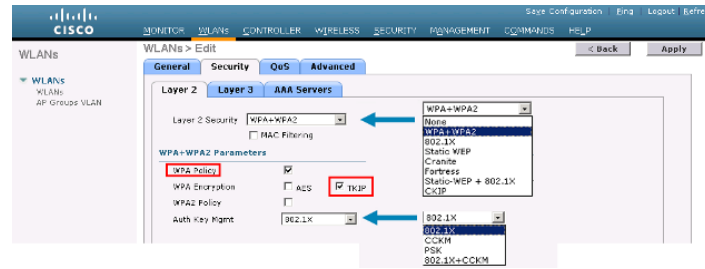 Save Configuration | Ping | Logout | Refre
CISCO
MONITOR WLANs CONTROLLER WIRELESS SECURITY MANAGEMENT COMMANDS HELP
WLANs
WLANs > Edit
< Back
Apply
General Security QoS Advanced
WLANs
WLANs
AP Groups VLAN
Layer 2 Layer 3 AAA Servers
Layer 2 Security WPA+WPA2
MAC Filtering
WPA+WPA2
None
WPA+WPA2
802.1X
Static WEP
Cranite
Fortress
Static-WEP + 802.1X
CKIP
WPA+WPA2 Parameters
WPA Policy
WPA Encryption AES TKIP
WPA2 Policy
Auth Key Mgmt 802.1X
802.1X
802.1X
CCKM
PSK
802.1X+CCKM